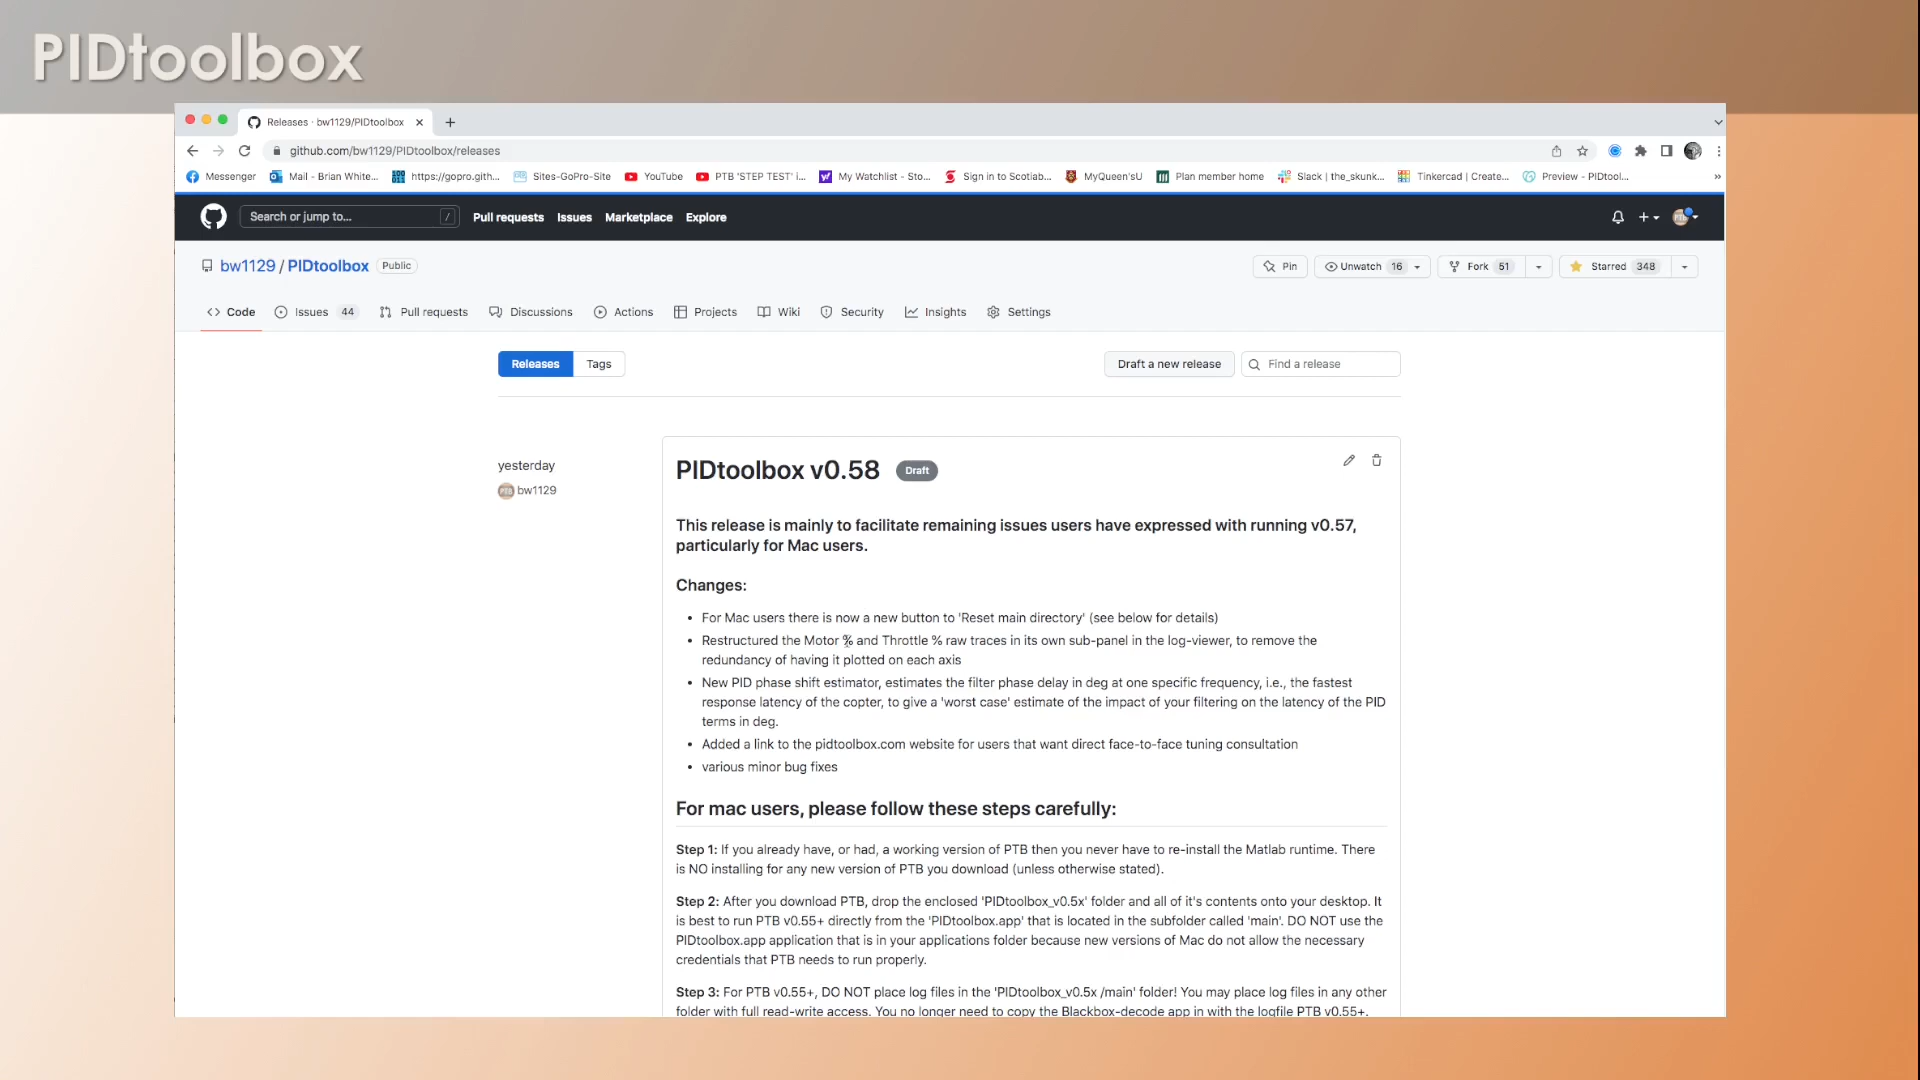 PIDtoolbox
Releases · bw1129/PIDtoolbox
github.com/bw1129/PIDtoolbox/releases
Messenger Mail - Brian White... https://gopro.gith... Sites-GoPro-Site YouTube PTB 'STEP TEST' i... My Watchlist - Sto... Sign in to Scotiab... MyQueen'sU Plan member home Slack | the_skunk... Tinkercad | Create... Preview - PIDtool... »
Search or jump to... / Pull requests Issues Marketplace Explore
bw1129 / PIDtoolbox Public Pin Unwatch 16 Fork 51 Starred 348
Code Issues 44 Pull requests Discussions Actions Projects Wiki Security Insights Settings
Releases Tags Draft a new release Find a release
yesterday
bw1129
PIDtoolbox v0.58 Draft
This release is mainly to facilitate remaining issues users have expressed with running v0.57,
particularly for Mac users.
Changes:
• For Mac users there is now a new button to 'Reset main directory' (see below for details)
• Restructured the Motor % and Throttle % raw traces in its own sub-panel in the log-viewer, to remove the
redundancy of having it plotted on each axis
• New PID phase shift estimator, estimates the filter phase delay in deg at one specific frequency, i.e., the fastest
response latency of the copter, to give a 'worst case' estimate of the impact of your filtering on the latency of the PID
terms in deg.
• Added a link to the pidtoolbox.com website for users that want direct face-to-face tuning consultation
• various minor bug fixes
For mac users, please follow these steps carefully:
Step 1: If you already have, or had, a working version of PTB then you never have to re-install the Matlab runtime. There
is NO installing for any new version of PTB you download (unless otherwise stated).
Step 2: After you download PTB, drop the enclosed 'PIDtoolbox_v0.5x' folder and all of it's contents onto your desktop. It
is best to run PTB v0.55+ directly from the 'PIDtoolbox.app' that is located in the subfolder called 'main'. DO NOT use the
PIDtoolbox.app application that is in your applications folder because new versions of Mac do not allow the necessary
credentials that PTB needs to run properly.
Step 3: For PTB v0.55+, DO NOT place log files in the 'PIDtoolbox_v0.5x /main' folder! You may place log files in any other
folder with full read-write access. You no longer need to copy the Blackbox-decode app in with the logfile PTB v0.55+.